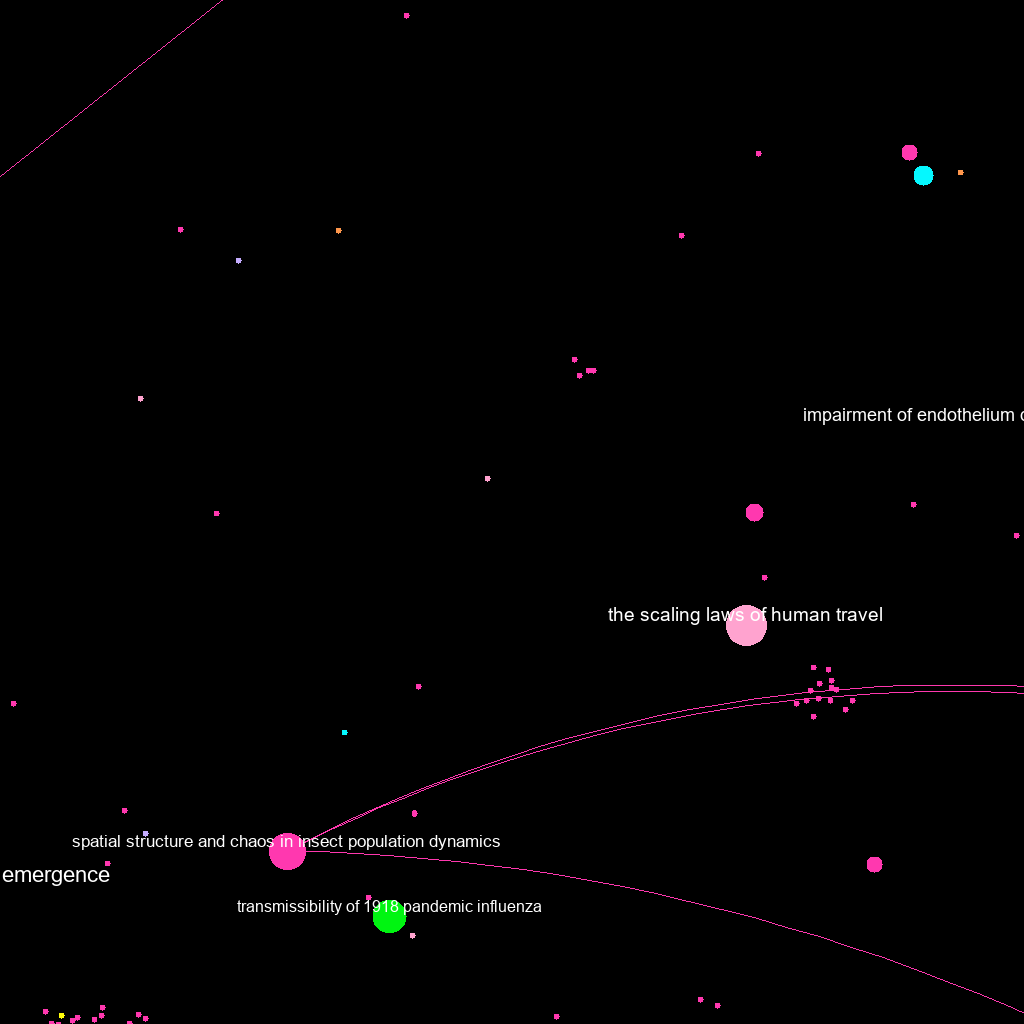 impairment of endothelium
the scaling laws of human travel
spatial structure and chaos in insect population dynamics
emergence
transmissibility of 1918 pandemic influenza